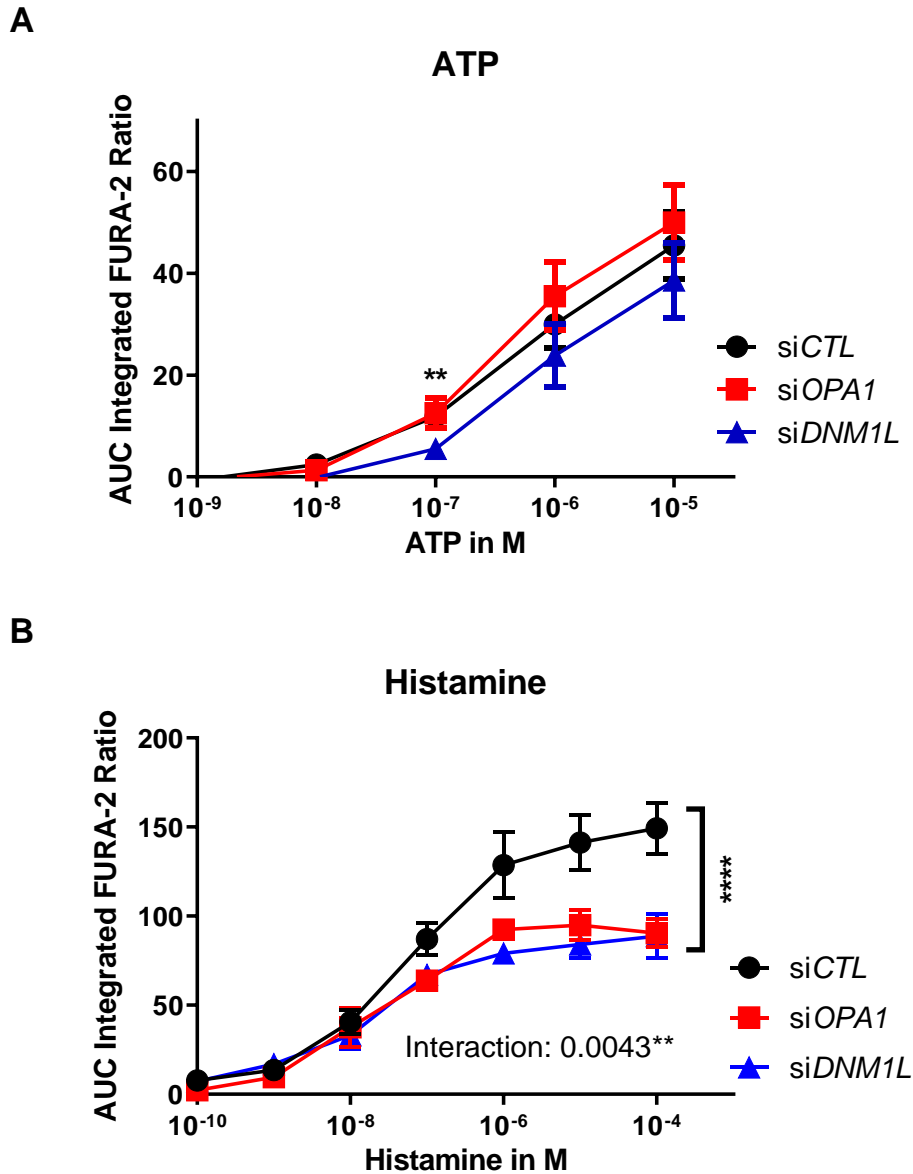 A
ATP
AUC Integrated FURA-2 Ratio
60
40
20
0
**
10⁻⁹ 10⁻⁸ 10⁻⁷ 10⁻⁶ 10⁻⁵
ATP in M
siCTL
siOPA1
siDNM1L
B
Histamine
AUC Integrated FURA-2 Ratio
200
150
100
50
0
****
Interaction: 0.0043**
10⁻¹⁰ 10⁻⁸ 10⁻⁶ 10⁻⁴
Histamine in M
siCTL
siOPA1
siDNM1L